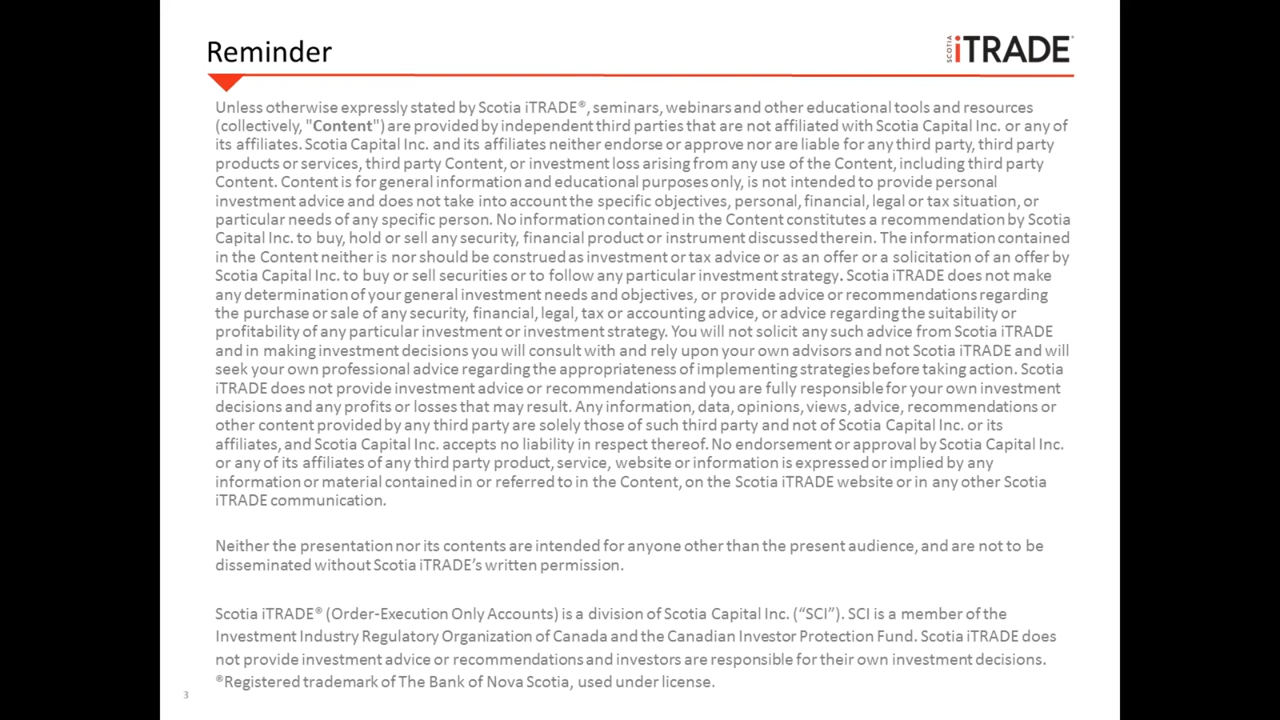 Reminder
SCOTIA iTRADE®
Unless otherwise expressly stated by Scotia iTRADE®, seminars, webinars and other educational tools and resources
(collectively, "Content") are provided by independent third parties that are not affiliated with Scotia Capital Inc. or any of
its affiliates. Scotia Capital Inc. and its affiliates neither endorse or approve nor are liable for any third party, third party
products or services, third party Content, or investment loss arising from any use of the Content, including third party
Content. Content is for general information and educational purposes only, is not intended to provide personal
investment advice and does not take into account the specific objectives, personal, financial, legal or tax situation, or
particular needs of any specific person. No information contained in the Content constitutes a recommendation by Scotia
Capital Inc. to buy, hold or sell any security, financial product or instrument discussed therein. The information contained
in the Content neither is nor should be construed as investment or tax advice or as an offer or a solicitation of an offer by
Scotia Capital Inc. to buy or sell securities or to follow any particular investment strategy. Scotia iTRADE does not make
any determination of your general investment needs and objectives, or provide advice or recommendations regarding
the purchase or sale of any security, financial, legal, tax or accounting advice, or advice regarding the suitability or
profitability of any particular investment or investment strategy. You will not solicit any such advice from Scotia iTRADE
and in making investment decisions you will consult with and rely upon your own advisors and not Scotia iTRADE and will
seek your own professional advice regarding the appropriateness of implementing strategies before taking action. Scotia
iTRADE does not provide investment advice or recommendations and you are fully responsible for your own investment
decisions and any profits or losses that may result. Any information, data, opinions, views, advice, recommendations or
other content provided by any third party are solely those of such third party and not of Scotia Capital Inc. or its
affiliates, and Scotia Capital Inc. accepts no liability in respect thereof. No endorsement or approval by Scotia Capital Inc.
or any of its affiliates of any third party product, service, website or information is expressed or implied by any
information or material contained in or referred to in the Content, on the Scotia iTRADE website or in any other Scotia
iTRADE communication.
Neither the presentation nor its contents are intended for anyone other than the present audience, and are not to be
disseminated without Scotia iTRADE’s written permission.
Scotia iTRADE® (Order-Execution Only Accounts) is a division of Scotia Capital Inc. (“SCI”). SCI is a member of the
Investment Industry Regulatory Organization of Canada and the Canadian Investor Protection Fund. Scotia iTRADE does
not provide investment advice or recommendations and investors are responsible for their own investment decisions.
®Registered trademark of The Bank of Nova Scotia, used under license.
3